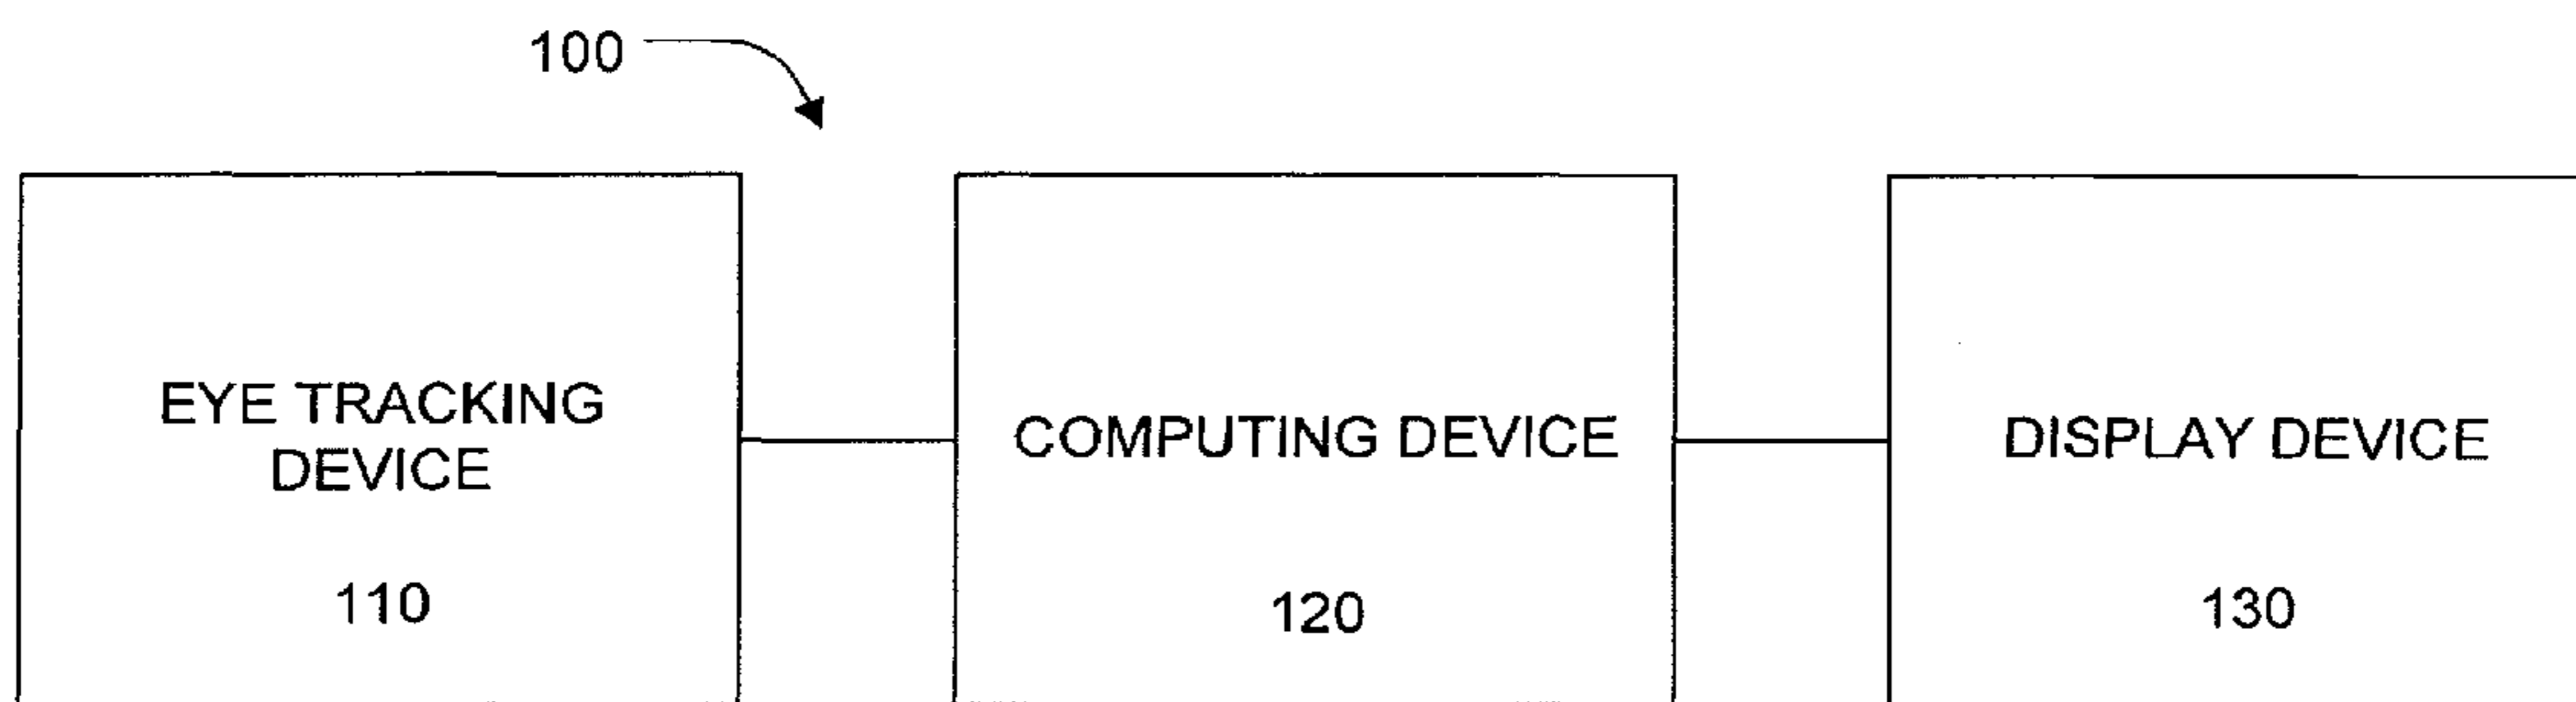 100
EYE TRACKING
DEVICE
110
COMPUTING DEVICE
120
DISPLAY DEVICE
130